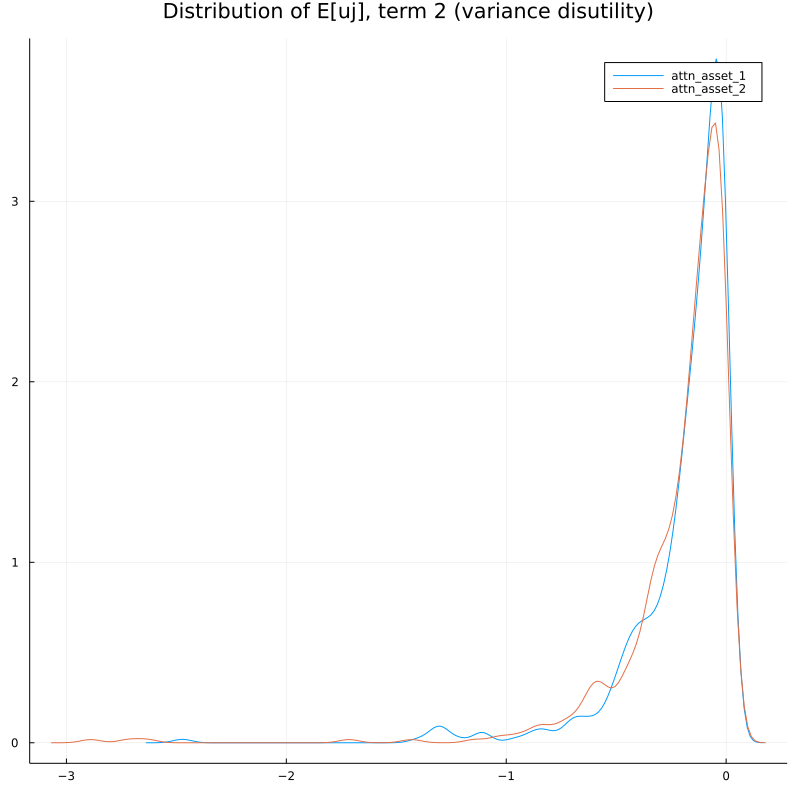 Distribution of E[uj], term 2 (variance disutility)
attn_asset_1
attn_asset_2
3
2
1
0
−3
−2
−1
0